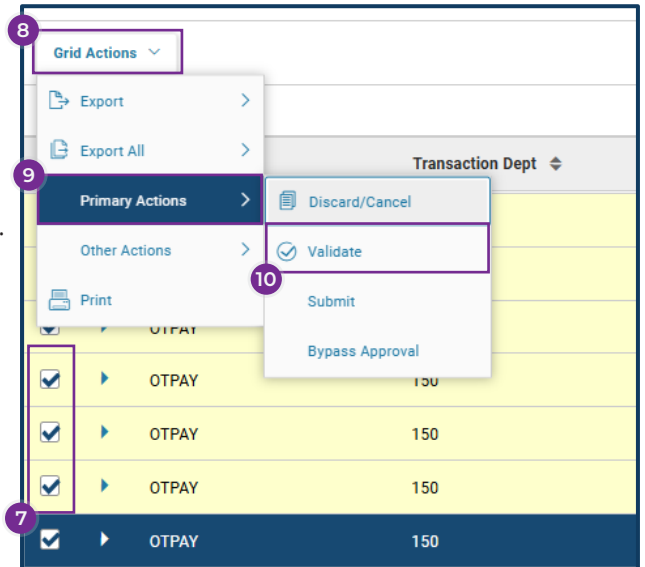 8
Grid Actions
Export
Export All
9
Transaction Dept
Primary Actions
Discard/Cancel
.
Other Actions
Validate
10
Print
Submit
OTPAY
Bypass Approval
OTPAY 150
OTPAY 150
OTPAY 150
7
OTPAY 150